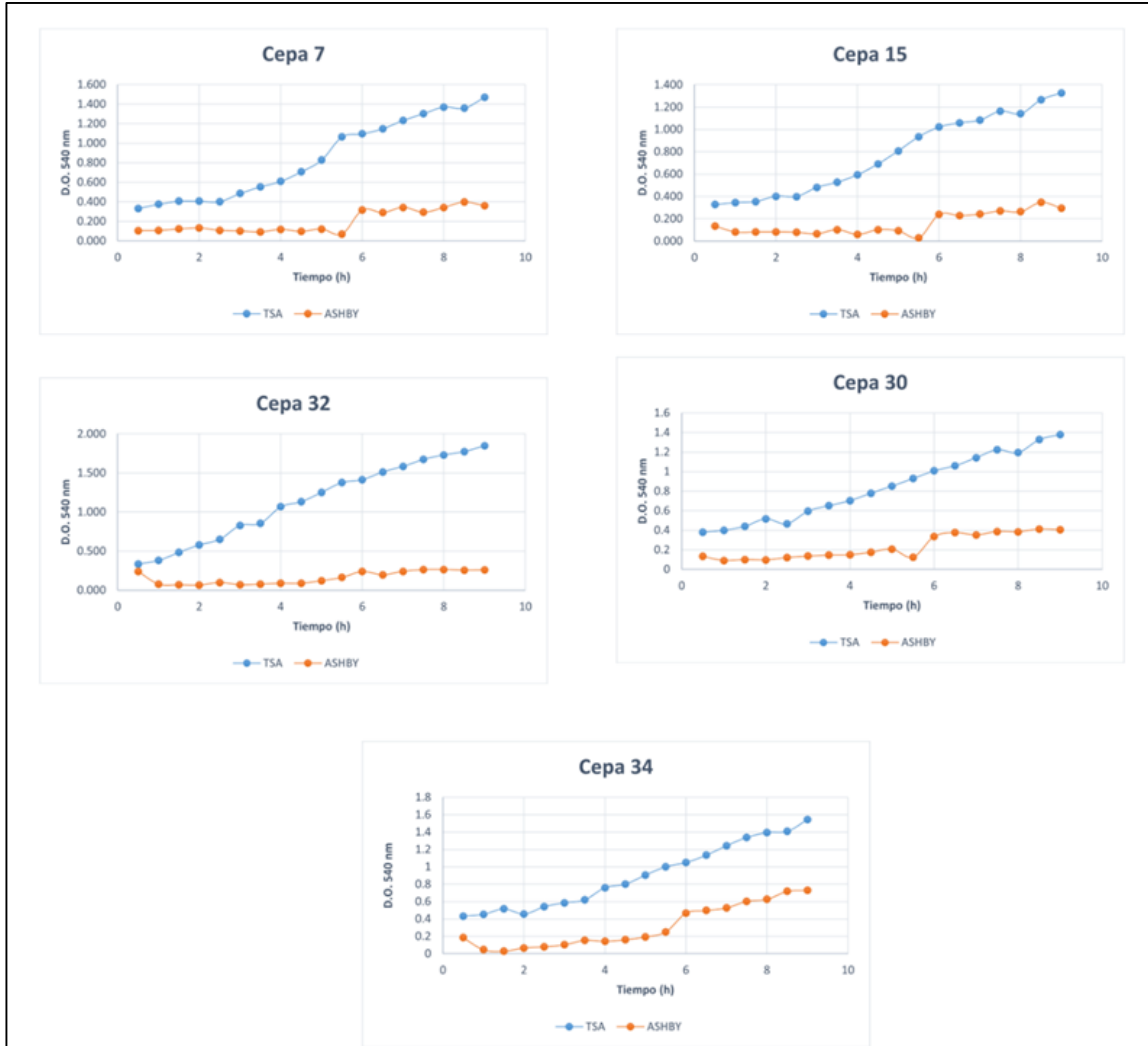 Cepa 7
1.600
1.400
1.200
1.000
0.800
0.600
0.400
0.200
0.000
D.O. 540 nm
0 2 4 6 8 10
Tiempo (h)
TSA ASHBY
Cepa 15
1.400
1.200
1.000
0.800
0.600
0.400
0.200
0.000
D.O. 540 nm
0 2 4 6 8 10
Tiempo (h)
TSA ASHBY
Cepa 32
2.000
1.500
1.000
0.500
0.000
D.O. 540 nm
0 2 4 6 8 10
Tiempo (h)
TSA ASHBY
Cepa 30
1.6
1.4
1.2
1
0.8
0.6
0.4
0.2
0
D.O. 540 nm
0 2 4 6 8 10
Tiempo (h)
TSA ASHBY
Cepa 34
1.8
1.6
1.4
1.2
1
0.8
0.6
0.4
0.2
0
D.O. 540 nm
0 2 4 6 8 10
Tiempo (h)
TSA ASHBY